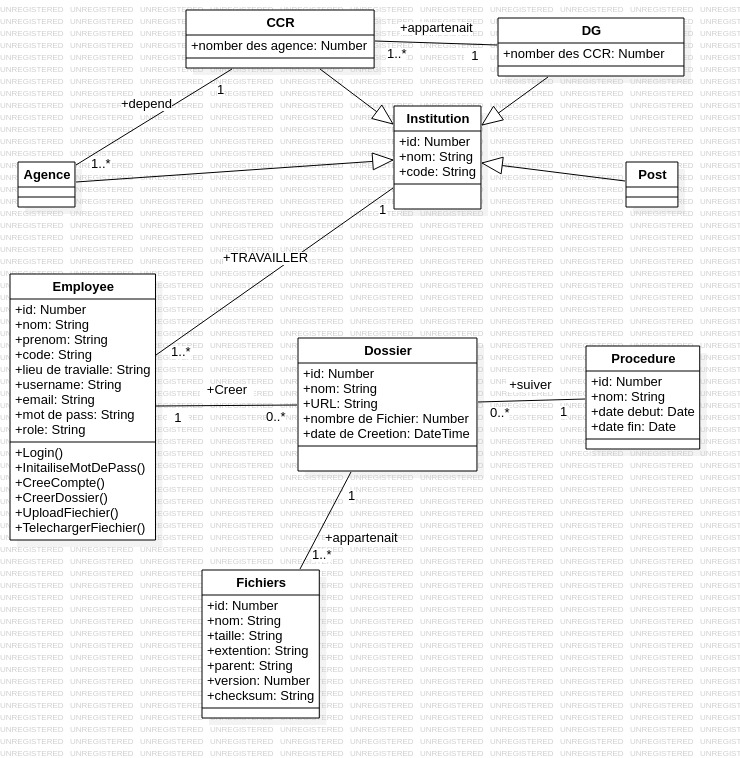 CCR
+nomber des agence: Number
+appartenait
1..*
1
DG
+nomber des CCR: Number
1
+depend
1..*
Agence
Institution
+id: Number
+nom: String
+code: String
Post
1
+TRAVAILLER
1..*
Employee
+id: Number
+nom: String
+prenom: String
+code: String
+lieu de travialle: String
+username: String
+email: String
+mot de pass: String
+role: String
+Login()
+InitailiseMotDePass()
+CreeCompte()
+CreerDossier()
+UploadFiechier()
+TelechargerFiechier()
+Creer
1
0..*
Dossier
+id: Number
+nom: String
+URL: String
+nombre de Fichier: Number
+date de Creetion: DateTime
+suiver
0..*
1
Procedure
+id: Number
+nom: String
+date debut: Date
+date fin: Date
1
+appartenait
1..*
Fichiers
+id: Number
+nom: String
+taille: String
+extention: String
+parent: String
+version: Number
+checksum: String
UNREGISTERED